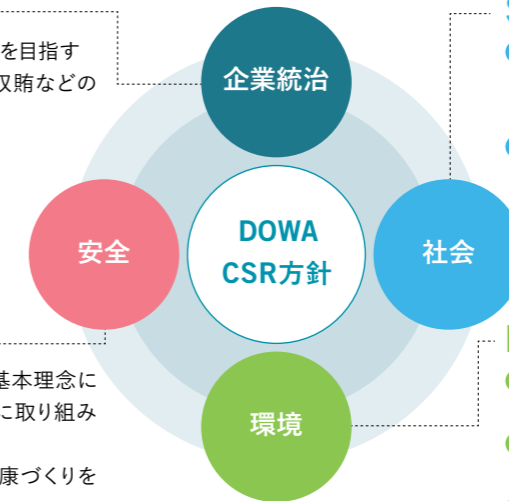 を目指す
収賄などの
企業統治
安全
DOWA
CSR方針
社会
基本理念に
に取り組み
康づくりを
環境